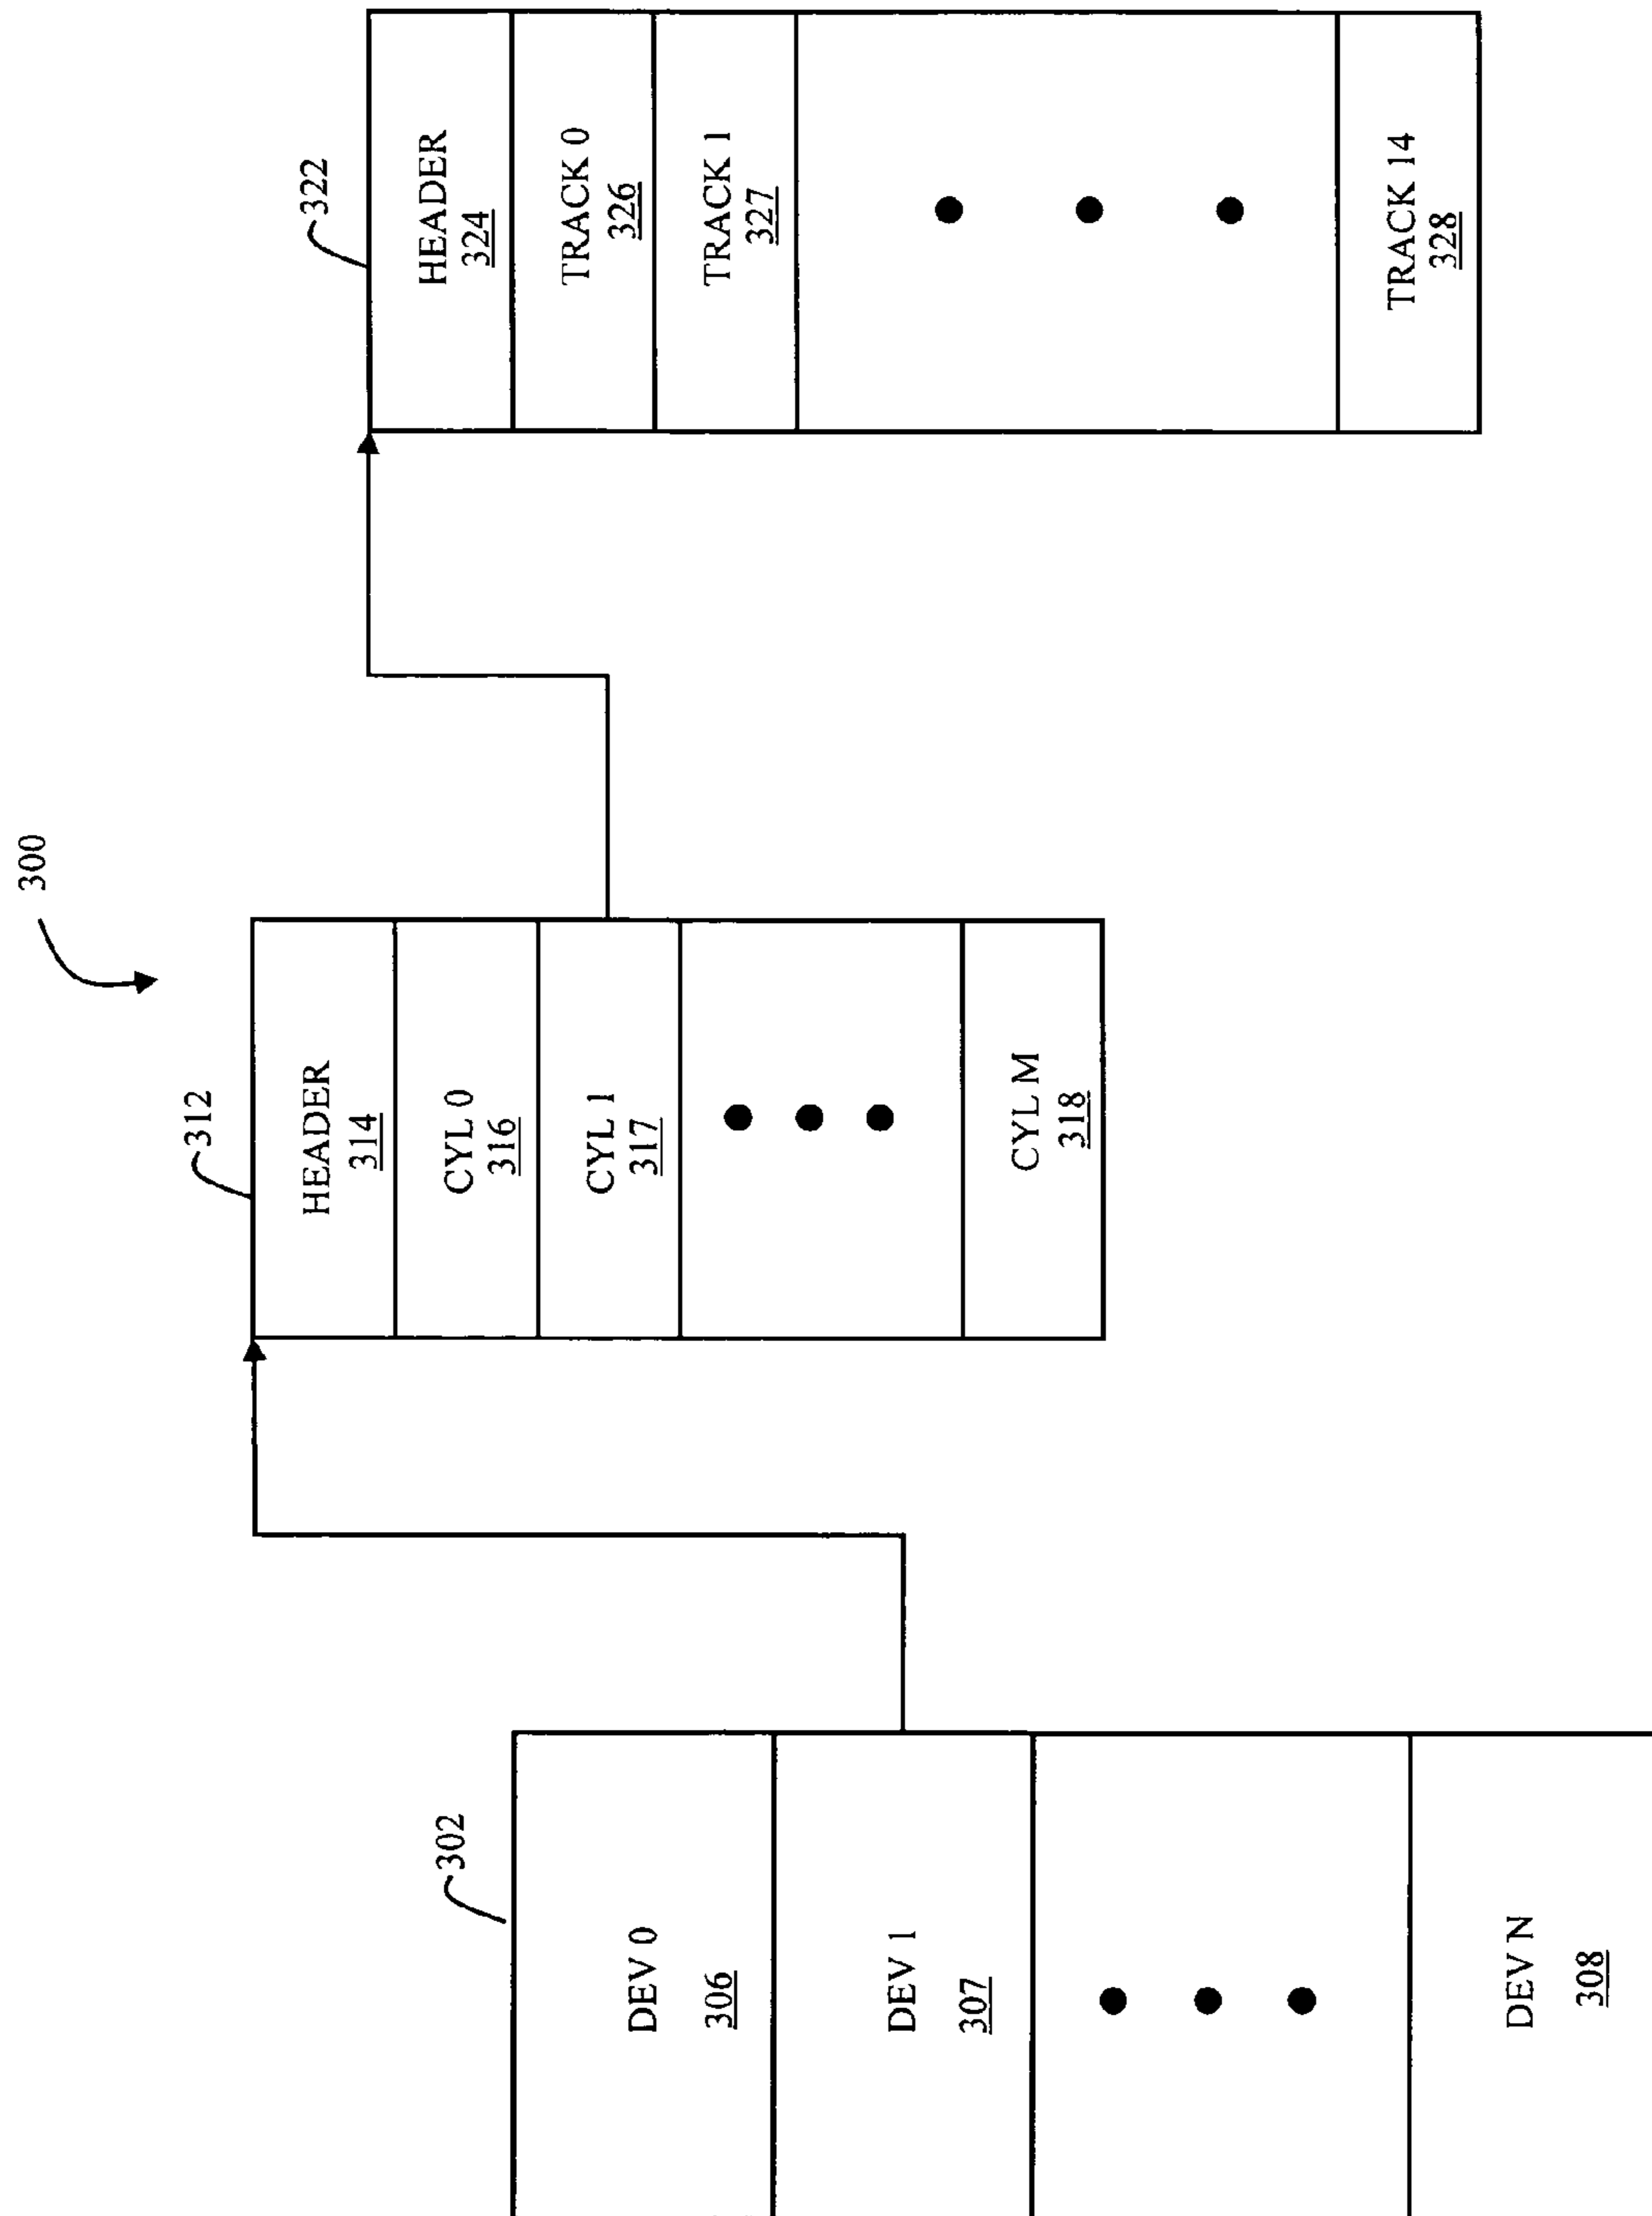 300
302
DEV 0
306
DEV 1
307
DEV N
308
312
HEADER
314
CYL 0
316
CYL 1
317
CYL M
318
322
HEADER
324
TRACK 0
326
TRACK 1
327
TRACK 14
328